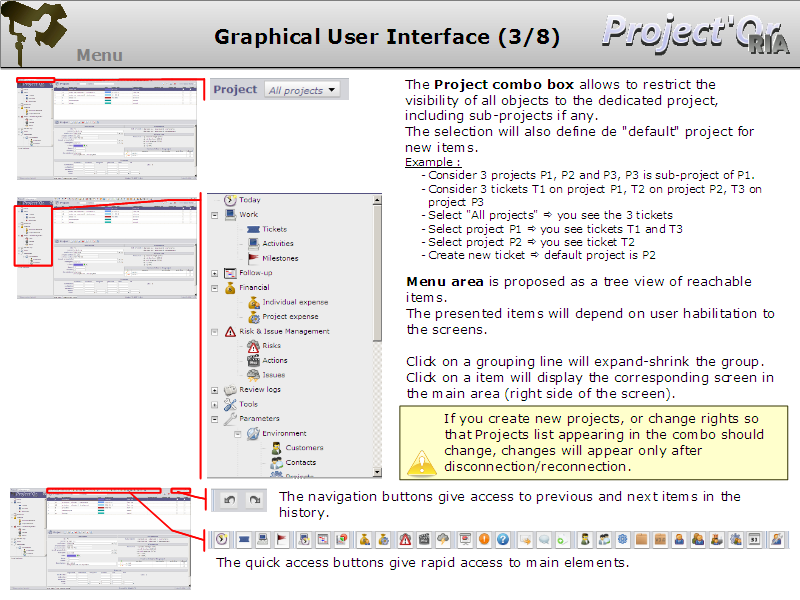 Menu
Graphical User Interface (3/8)
Project'Or
RIA
Project
All projects
The Project combo box allows to restrict the
visibility of all objects to the dedicated project,
including sub-projects if any.
The selection will also define de "default" project for
new items.
Example :
- Consider 3 projects P1, P2 and P3, P3 is sub-project of P1.
- Consider 3 tickets T1 on project P1, T2 on project P2, T3 on
project P3
- Select "All projects" ⇨ you see the 3 tickets
- Select project P1 ⇨ you see tickets T1 and T3
- Select project P2 ⇨ you see ticket T2
- Create new ticket ⇨ default project is P2
Today
Work
Tickets
Activities
Milestones
Follow-up
Financial
Individual expense
Project expense
Risk & Issue Management
Risks
Actions
Issues
Review logs
Tools
Parameters
Environment
Customers
Contacts
Menu area is proposed as a tree view of reachable
items.
The presented items will depend on user habilitation to
the screens.
Click on a grouping line will expand-shrink the group.
Click on a item will display the corresponding screen in
the main area (right side of the screen).
If you create new projects, or change rights so
that Projects list appearing in the combo should
change, changes will appear only after
disconnection/reconnection.
The navigation buttons give access to previous and next items in the
history.
The quick access buttons give rapid access to main elements.